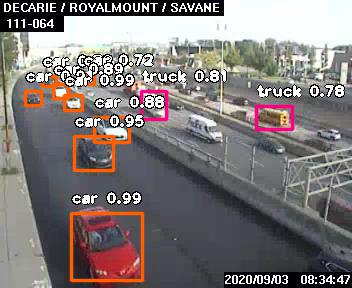 DECARIE / ROYALMOUNT / SAVANE
111-064
car 0.72
car 0.99
truck 0.81
truck 0.78
car 0.88
car 0.95
car 0.99
2020/09/03 08:34:47